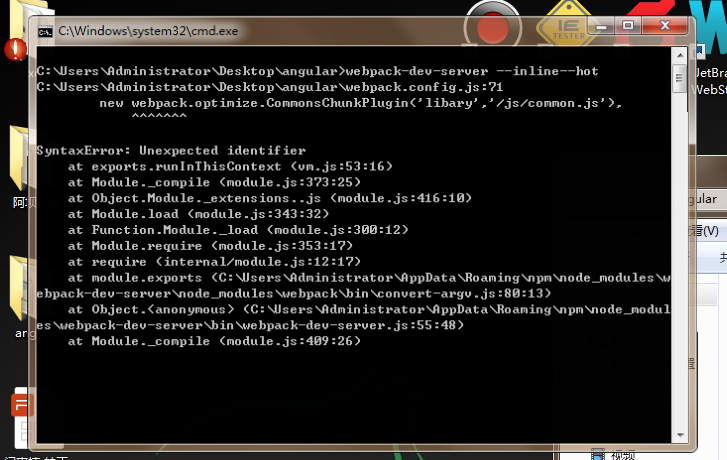 C:\Windows\system32\cmd.exe
IE
TESTER
JetBra
WebSt
C:\Users\Administrator\Desktop\angular>webpack-dev-server --inline--hot
C:\Users\Administrator\Desktop\angular\webpack.config.js:71
new webpack.optimize.CommonsChunkPlugin('libary','/js/common.js'),
^^^^^^^
SyntaxError: Unexpected identifier
at exports.runInThisContext (vm.js:53:16)
at Module._compile (module.js:373:25)
at Object.Module._extensions..js (module.js:416:10)
at Module.load (module.js:343:32)
at Function.Module._load (module.js:300:12)
at Module.require (module.js:353:17)
at require (internal/module.js:12:17)
at module.exports (C:\Users\Administrator\AppData\Roaming\npm\node_modules\w
ebpack-dev-server\node_modules\webpack\bin\convert-argv.js:80:13)
at Object.<anonymous> (C:\Users\Administrator\AppData\Roaming\npm\node_modul
es\webpack-dev-server\bin\webpack-dev-server.js:55:48)
at Module._compile (module.js:409:26)
gular
看(V)
ang
视频